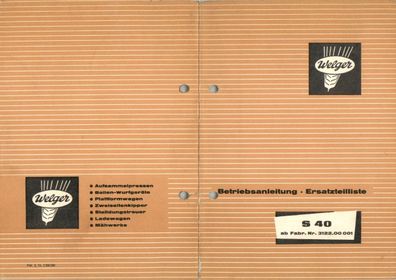 Welger
Aufsammelpressen
Ballen-Wurfgeräte
Plattformwagen
Zweiseitenkipper
Stalldungstreuer
Ladewagen
Mähwerke
Welger
Betriebsanleitung · Ersatzteilliste
S 40
ab Fabr. Nr. 3122.00 001